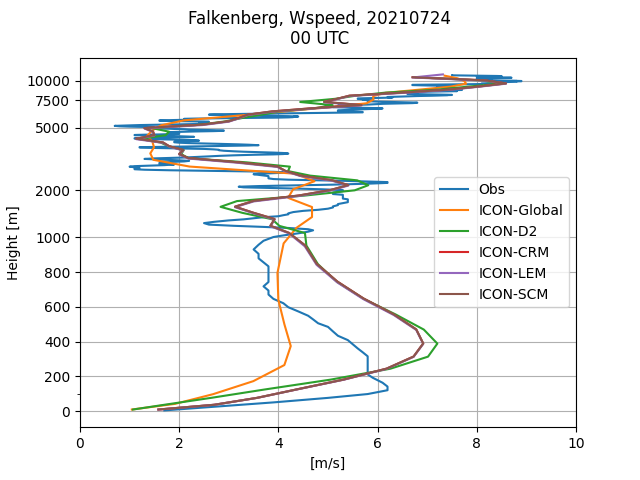 Falkenberg, Wspeed, 20210724
00 UTC
Height [m]
10000
7500
5000
2000
1000
800
600
400
200
0
Obs
ICON-Global
ICON-D2
ICON-CRM
ICON-LEM
ICON-SCM
0 2 4 6 8 10
[m/s]